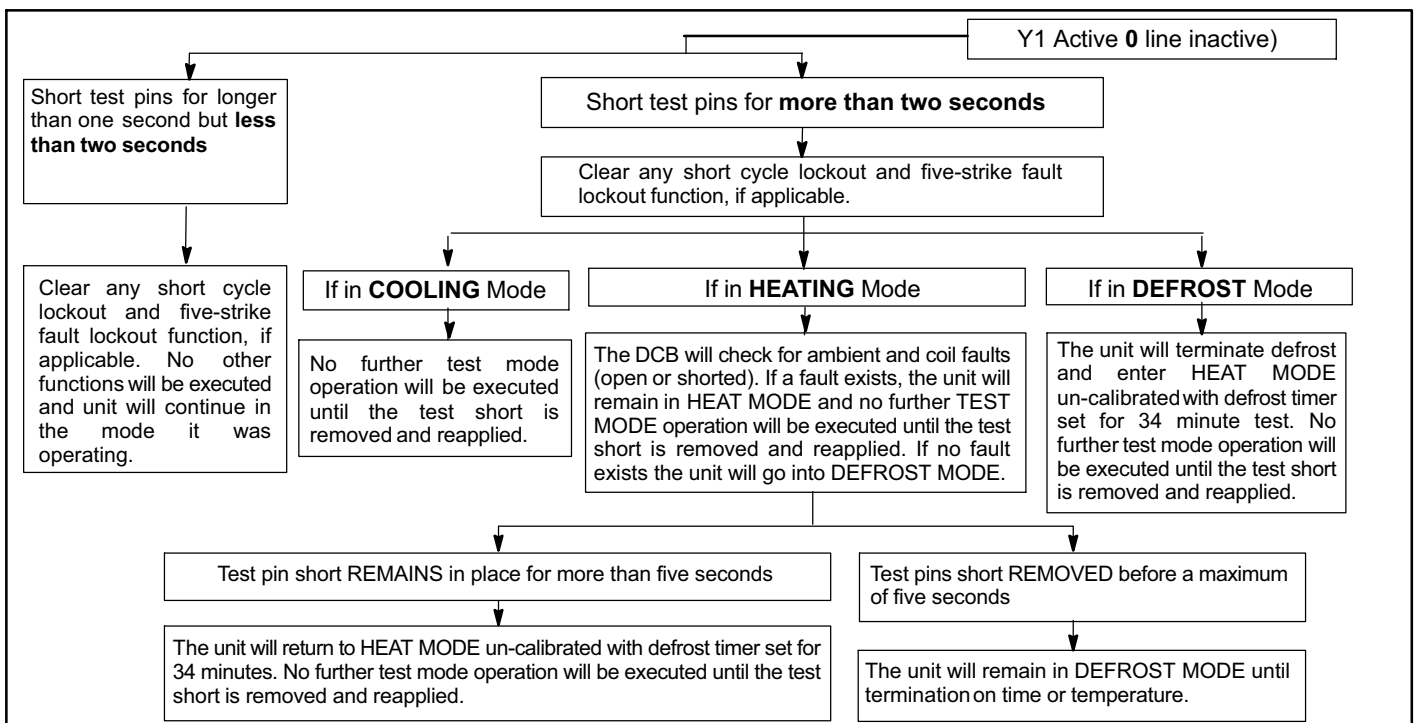 Y1 Active 0 line inactive)
Short test pins for longer
than one second but less
than two seconds
Short test pins for more than two seconds
Clear any short cycle lockout and five-strike fault
lockout function, if applicable.
Clear any short cycle
lockout and five-strike
fault lockout function, if
applicable. No other
functions will be executed
and unit will continue in
the mode it was
operating.
If in COOLING Mode
No further test mode
operation will be executed
until the test short is
removed and reapplied.
If in HEATING Mode
The DCB will check for ambient and coil faults
(open or shorted). If a fault exists, the unit will
remain in HEAT MODE and no further TEST
MODE operation will be executed until the test
short is removed and reapplied. If no fault
exists the unit will go into DEFROST MODE.
If in DEFROST Mode
The unit will terminate defrost
and enter HEAT MODE
un-calibrated with defrost timer
set for 34 minute test. No
further test mode operation will
be executed until the test short
is removed and reapplied.
Test pin short REMAINS in place for more than five seconds
The unit will return to HEAT MODE un-calibrated with defrost timer set for
34 minutes. No further test mode operation will be executed until the test
short is removed and reapplied.
Test pins short REMOVED before a maximum
of five seconds
The unit will remain in DEFROST MODE until
termination on time or temperature.